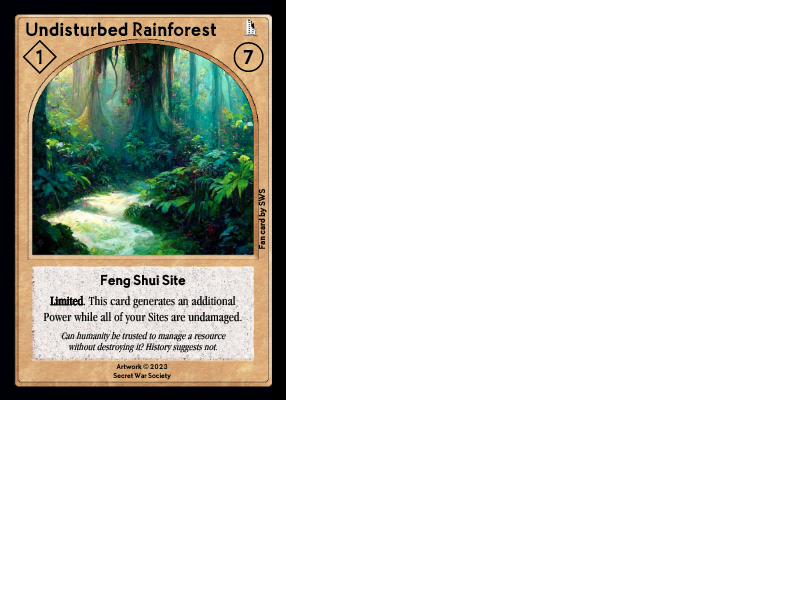 Undisturbed Rainforest
1
7
Fan card by SWS
Feng Shui Site
Limited. This card generates an additional
Power while all of your Sites are undamaged.
Can humanity be trusted to manage a resource
without destroying it? History suggests not.
Artwork © 2023
Secret War Society